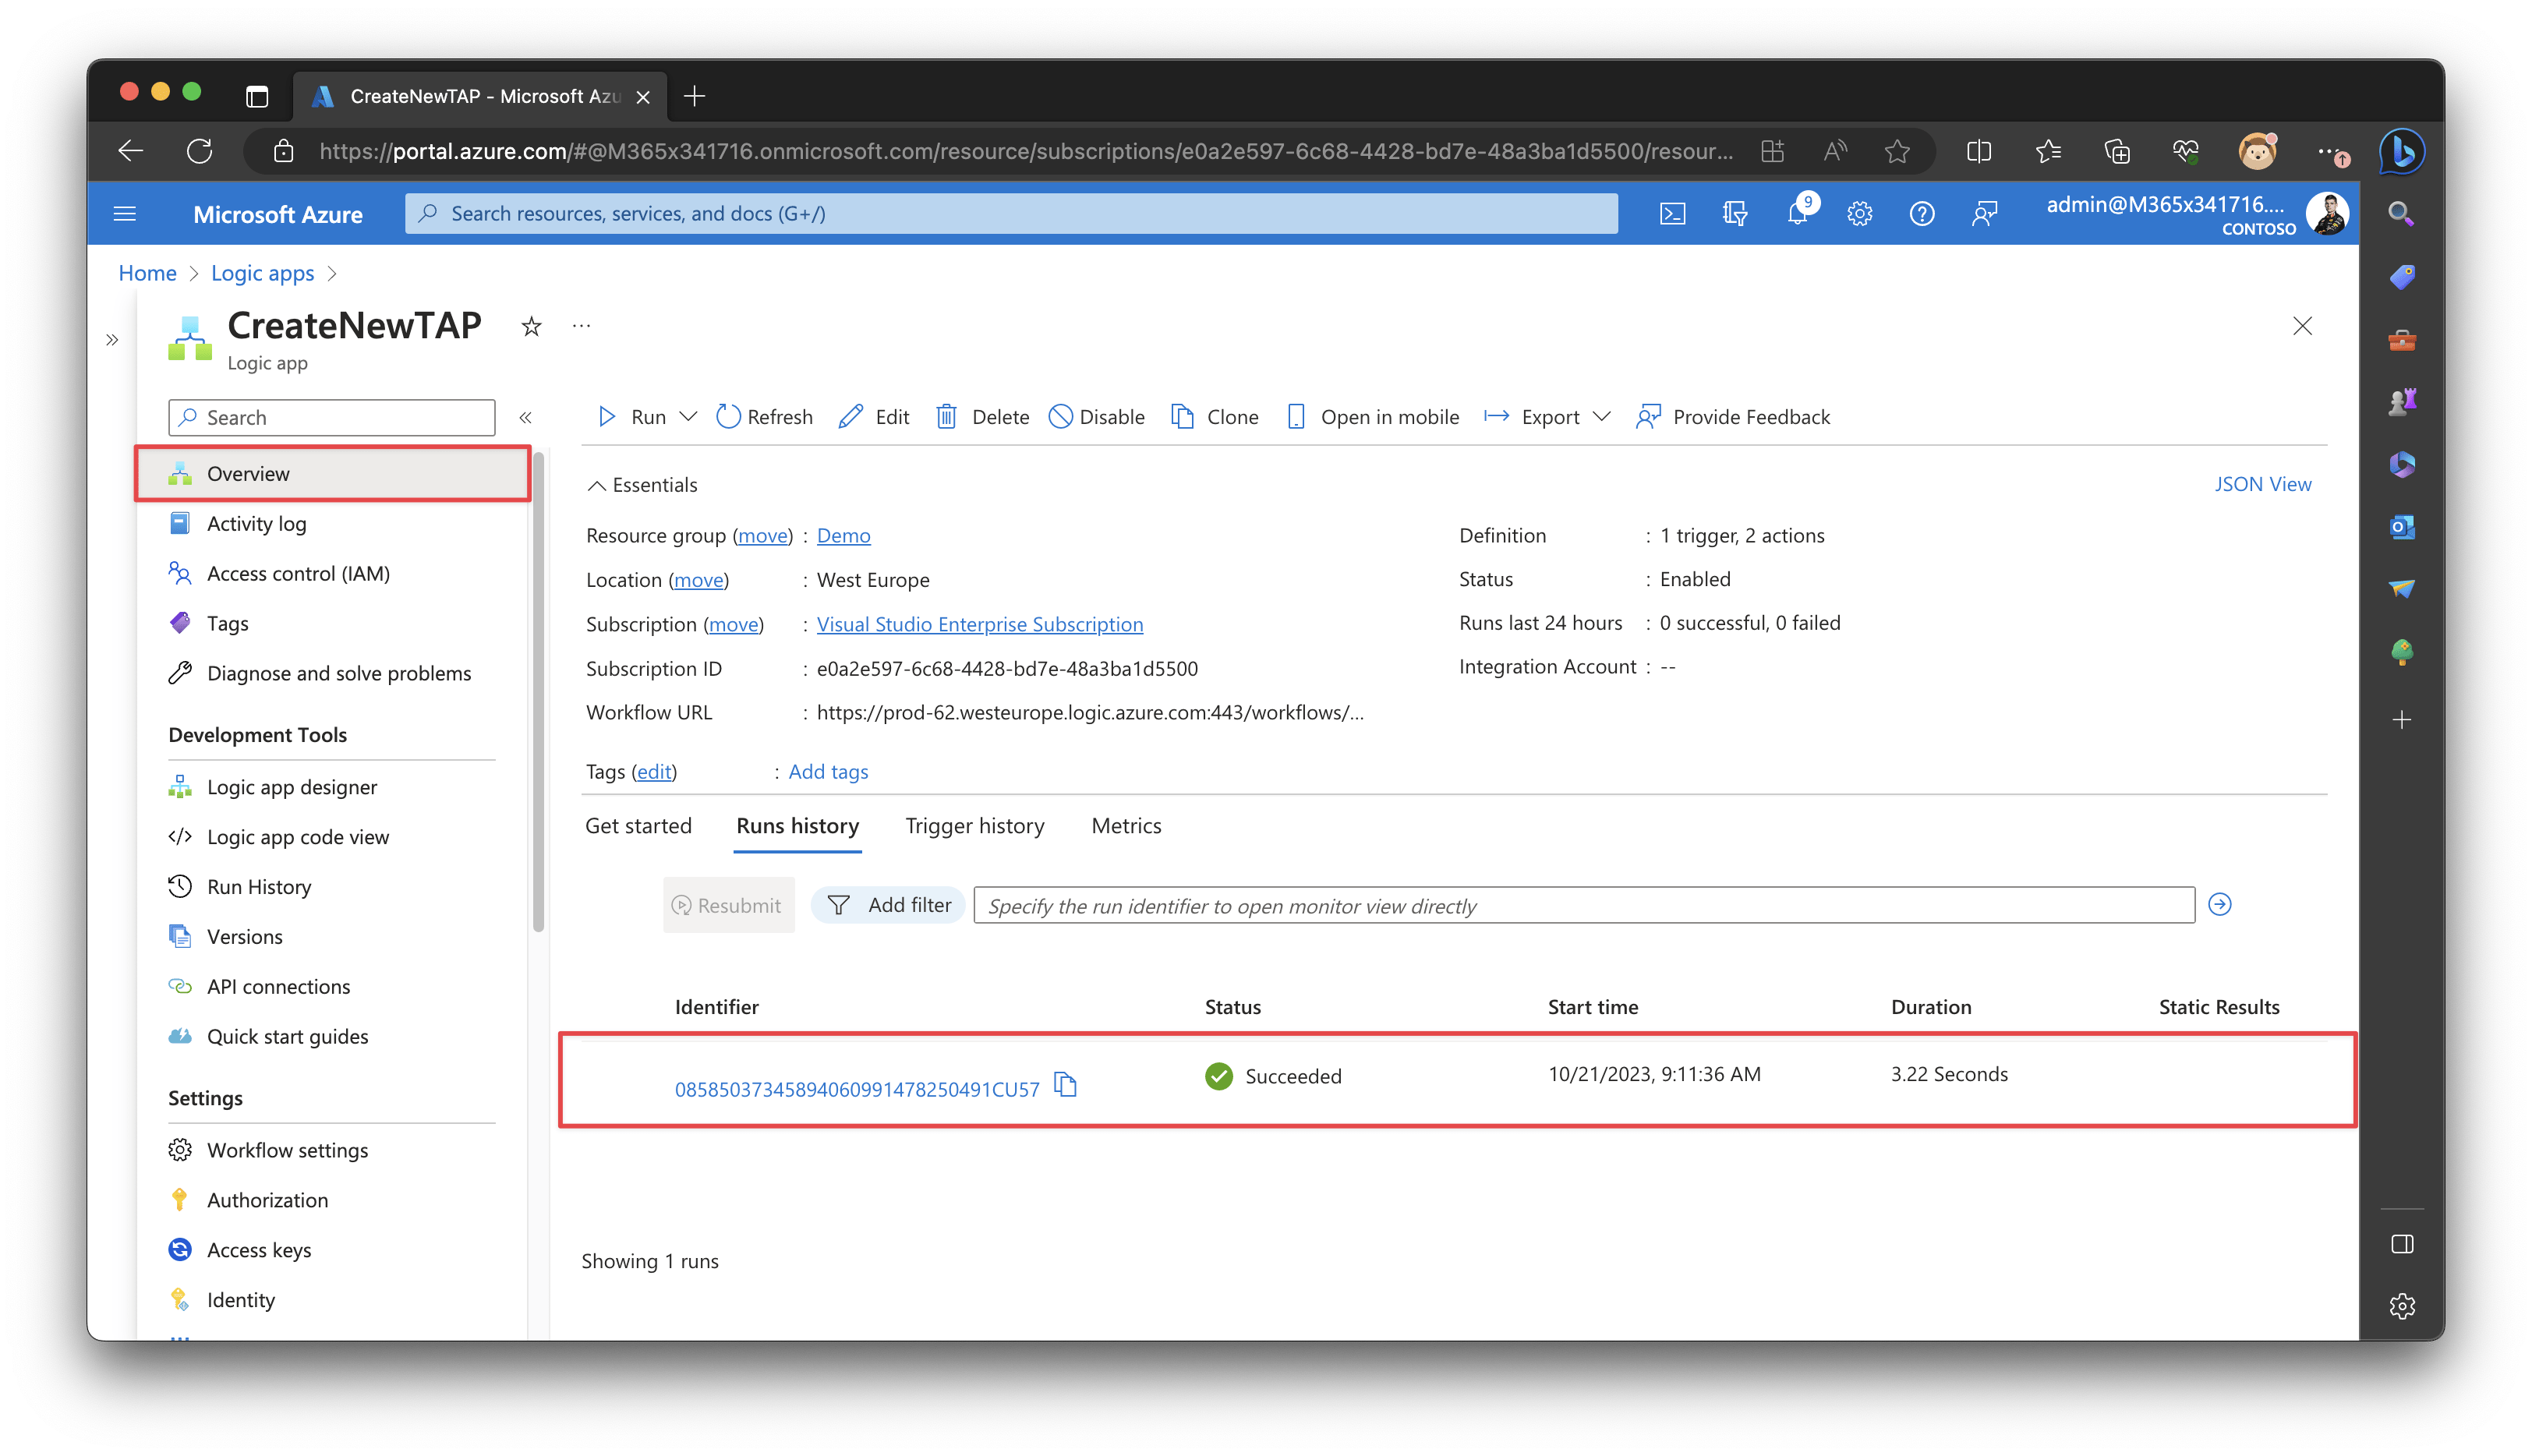 CreateNewTAP - Microsoft Azu
https://portal.azure.com/#@M365x341716.onmicrosoft.com/resource/subscriptions/e0a2e597-6c68-4428-bd7e-48a3ba1d5500/resour...
Microsoft Azure
Search resources, services, and docs (G+/)
9
admin@M365x341716....
CONTOSO
Home > Logic apps >
CreateNewTAP
Logic app
Search
Overview
Activity log
Access control (IAM)
Tags
Diagnose and solve problems
Development Tools
Logic app designer
Logic app code view
Run History
Versions
API connections
Quick start guides
Settings
Workflow settings
Authorization
Access keys
Identity
Run Refresh Edit Delete Disable Clone Open in mobile Export Provide Feedback
Essentials
JSON View
Resource group (move) : Demo
Location (move) : West Europe
Subscription (move) : Visual Studio Enterprise Subscription
Subscription ID : e0a2e597-6c68-4428-bd7e-48a3ba1d5500
Workflow URL : https://prod-62.westeurope.logic.azure.com:443/workflows/...
Definition : 1 trigger, 2 actions
Status : Enabled
Runs last 24 hours : 0 successful, 0 failed
Integration Account : --
Tags (edit) : Add tags
Get started Runs history Trigger history Metrics
Resubmit Add filter Specify the run identifier to open monitor view directly
Identifier Status Start time Duration Static Results
08585037345894060991478250491CU57 Succeeded 10/21/2023, 9:11:36 AM 3.22 Seconds
Showing 1 runs